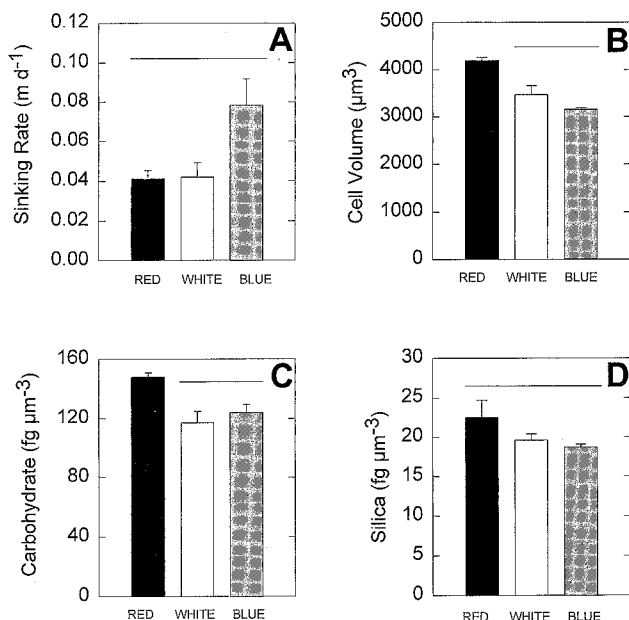 A
Sinking Rate (m d-1)
0.12
0.10
0.08
0.06
0.04
0.02
0.00
RED WHITE BLUE
B
Cell Volume (µm3)
5000
4000
3000
2000
1000
0
RED WHITE BLUE
C
Carbohydrate (fg µm-3)
160
120
80
40
0
RED WHITE BLUE
D
Silica (fg µm-3)
30
25
20
15
10
5
0
RED WHITE BLUE